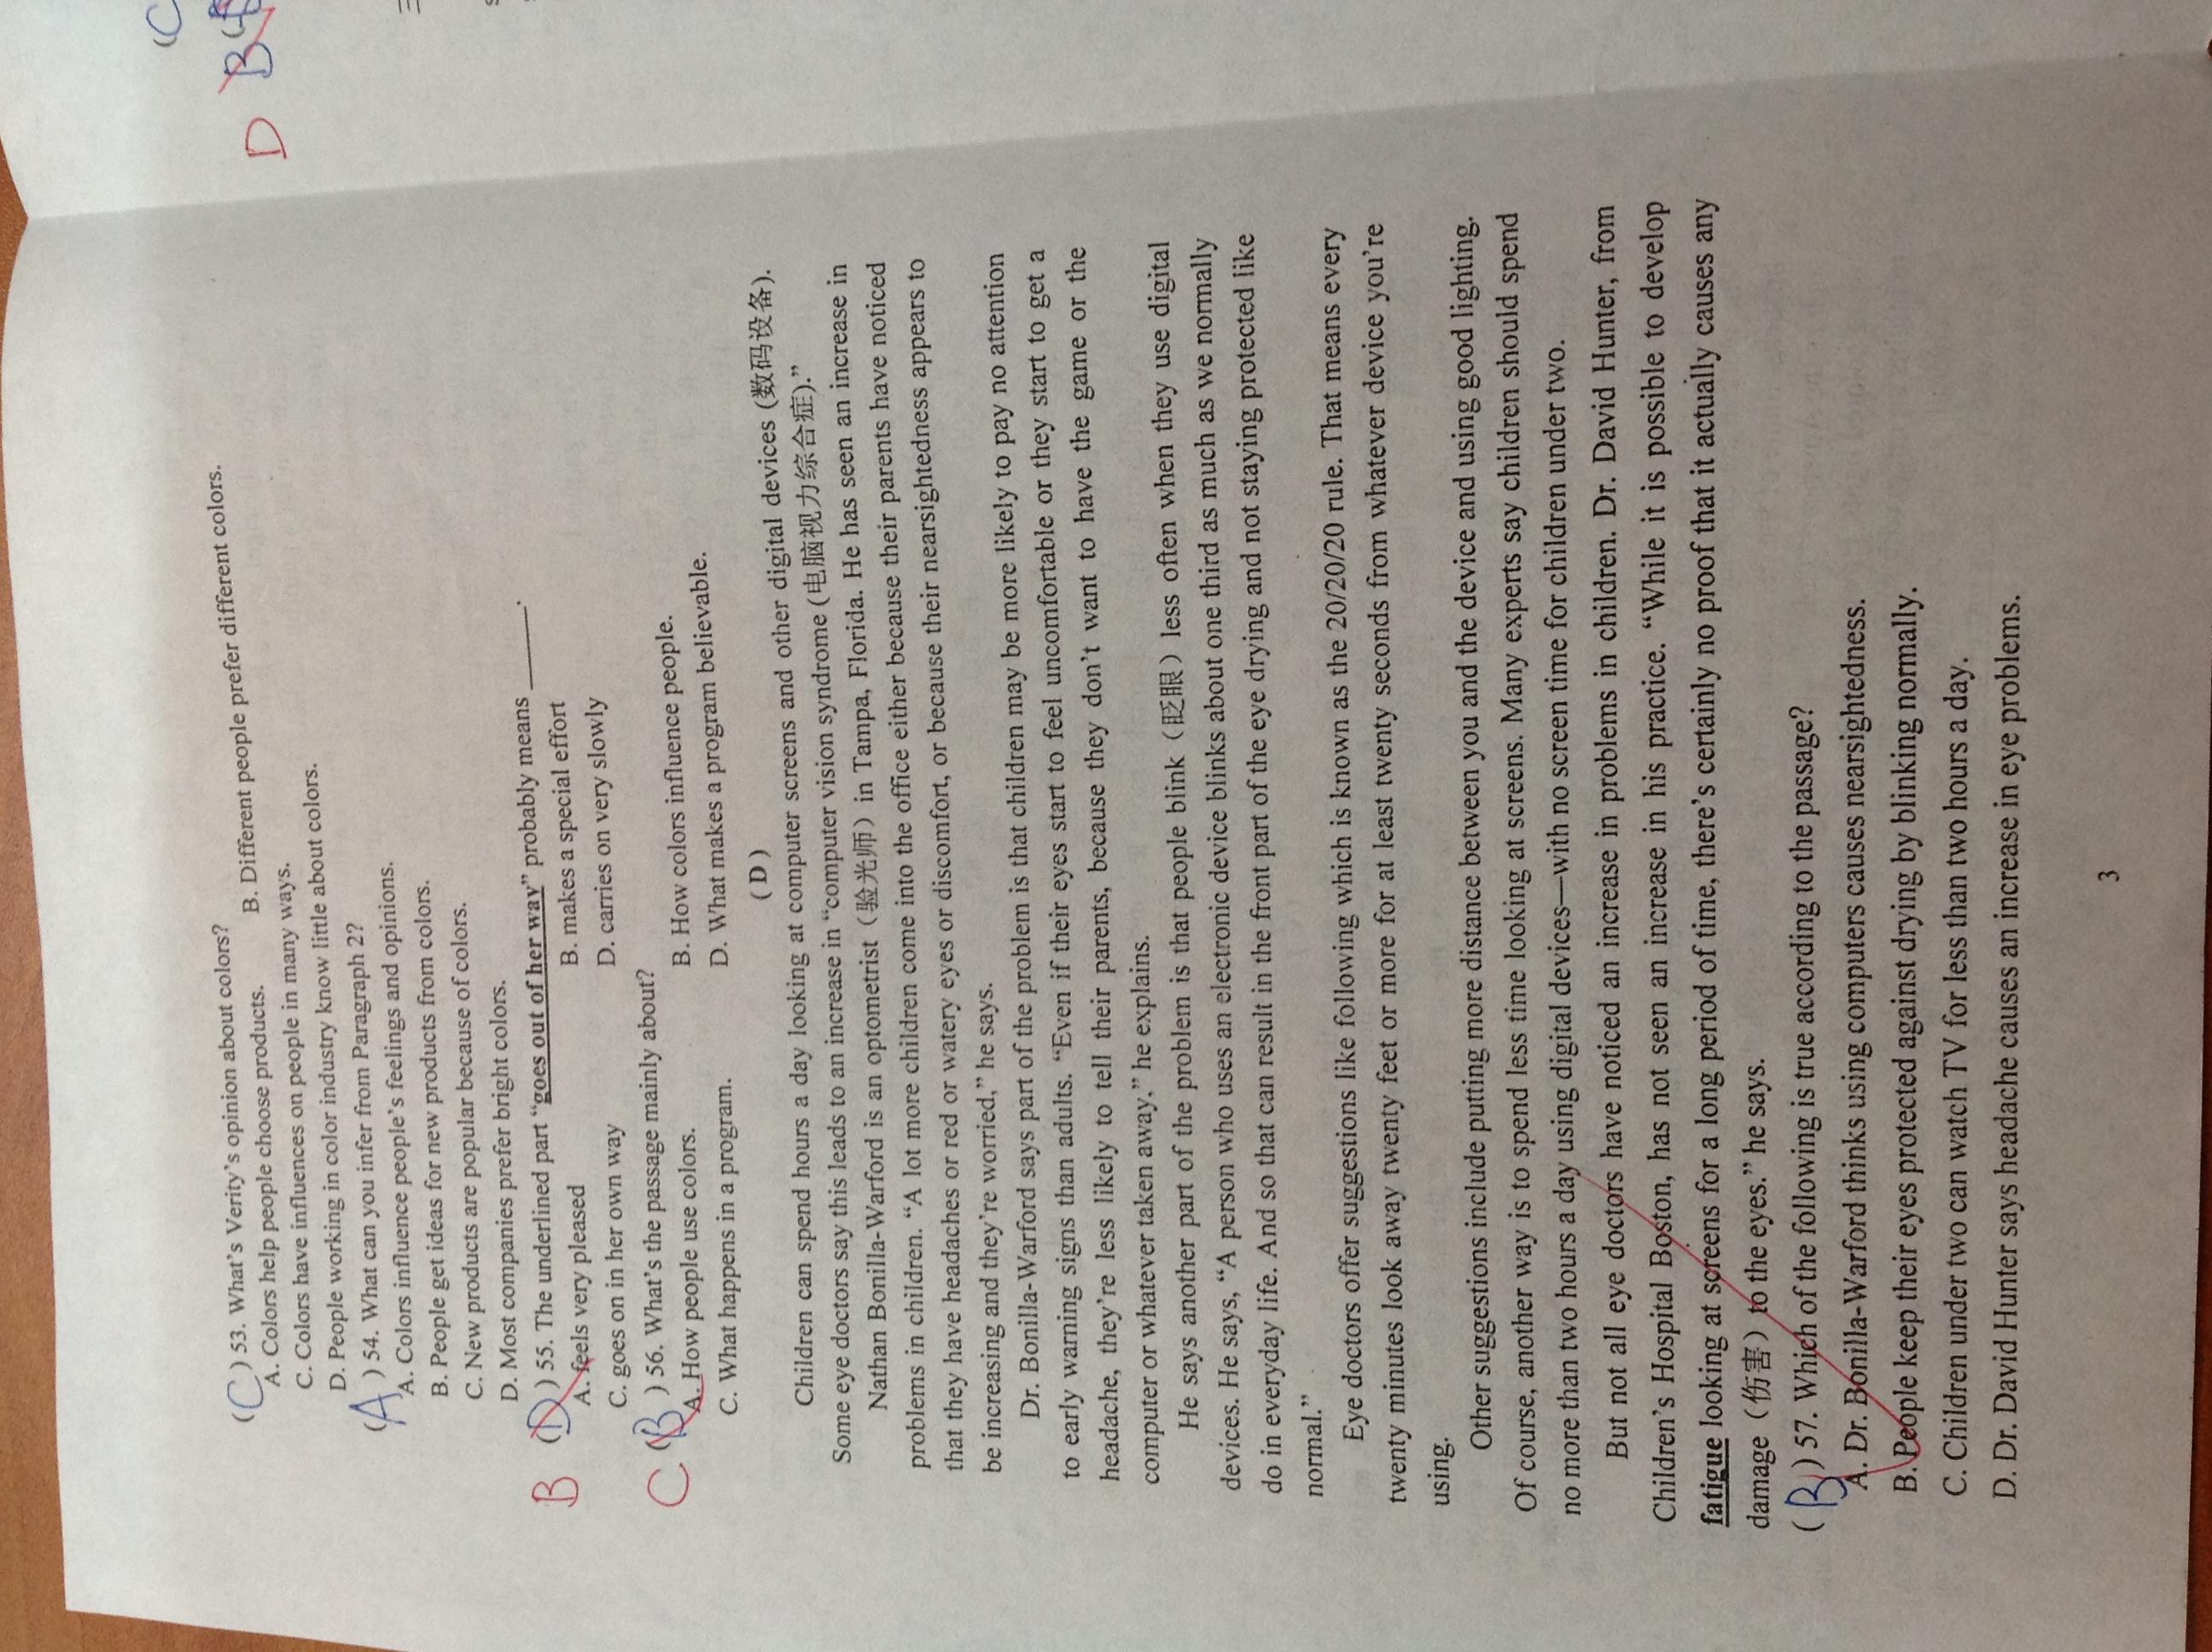 (C) 53. What's Verity's opinion about colors?
A. Colors help people choose products. B. Different people prefer different colors.
C. Colors have influences on people in many ways.
D. People working in color industry know little about colors.
(A) 54. What can you infer from Paragraph 2?
A. Colors influence people's feelings and opinions.
B. People get ideas for new products from colors.
C. New products are popular because of colors.
D. Most companies prefer bright colors.
B (D) 55. The underlined part “goes out of her way” probably means ______.
A. feels very pleased B. makes a special effort
C. goes on in her own way D. carries on very slowly
C (B) 56. What's the passage mainly about?
A. How people use colors. B. How colors influence people.
C. What happens in a program. D. What makes a program believable.
( D )
Children can spend hours a day looking at computer screens and other digital devices (数码设备).
Some eye doctors say this leads to an increase in “computer vision syndrome (电脑视力综合症).”
Nathan Bonilla-Warford is an optometrist（验光师）in Tampa, Florida. He has seen an increase in
problems in children. “A lot more children come into the office either because their parents have noticed
that they have headaches or red or watery eyes or discomfort, or because their nearsightedness appears to
be increasing and they're worried,” he says.
Dr. Bonilla-Warford says part of the problem is that children may be more likely to pay no attention
to early warning signs than adults. “Even if their eyes start to feel uncomfortable or they start to get a
headache, they're less likely to tell their parents, because they don't want to have the game or the
computer or whatever taken away,” he explains.
He says another part of the problem is that people blink（眨眼）less often when they use digital
devices. He says, “A person who uses an electronic device blinks about one third as much as we normally
do in everyday life. And so that can result in the front part of the eye drying and not staying protected like
normal.”
Eye doctors offer suggestions like following which is known as the 20/20/20 rule. That means every
twenty minutes look away twenty feet or more for at least twenty seconds from whatever device you're
using.
Other suggestions include putting more distance between you and the device and using good lighting.
Of course, another way is to spend less time looking at screens. Many experts say children should spend
no more than two hours a day using digital devices—with no screen time for children under two.
But not all eye doctors have noticed an increase in problems in children. Dr. David Hunter, from
Children's Hospital Boston, has not seen an increase in his practice. “While it is possible to develop
fatigue looking at screens for a long period of time, there's certainly no proof that it actually causes any
damage（伤害）to the eyes.” he says.
(B) 57. Which of the following is true according to the passage?
A. Dr. Bonilla-Warford thinks using computers causes nearsightedness.
B. People keep their eyes protected against drying by blinking normally.
C. Children under two can watch TV for less than two hours a day.
D. Dr. David Hunter says headache causes an increase in eye problems.
3
(C
D B